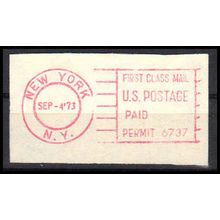 NEW YORK
SEP-4'73
N.Y.
FIRST CLASS MAIL
U.S. POSTAGE
PAID
PERMIT 6737